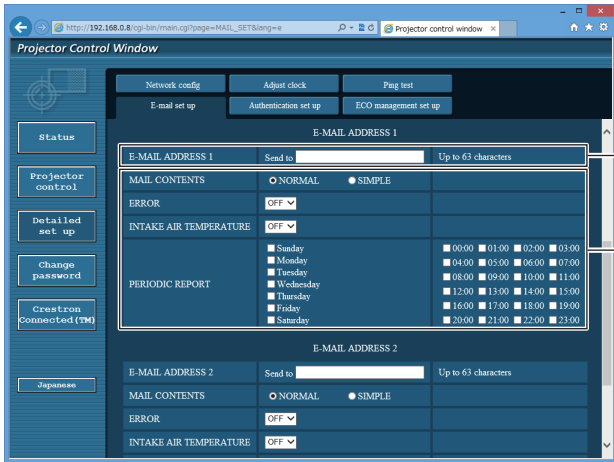 http://192.168.0.8/cgi-bin/main.cgi?page=MAIL_SET&lang=e
Projector control window
Projector Control Window
Network config Adjust clock Ping test
E-mail set up Authentication set up ECO management set up
Status
Projector control
Detailed set up
Change password
Crestron Connected(TM)
Japanese
E-MAIL ADDRESS 1
E-MAIL ADDRESS 1 Send to Up to 63 characters
MAIL CONTENTS NORMAL SIMPLE
ERROR OFF
INTAKE AIR TEMPERATURE OFF
PERIODIC REPORT
Sunday 00:00 01:00 02:00 03:00
Monday 04:00 05:00 06:00 07:00
Tuesday 08:00 09:00 10:00 11:00
Wednesday 12:00 13:00 14:00 15:00
Thursday 16:00 17:00 18:00 19:00
Friday 20:00 21:00 22:00 23:00
Saturday
E-MAIL ADDRESS 2
E-MAIL ADDRESS 2 Send to Up to 63 characters
MAIL CONTENTS NORMAL SIMPLE
ERROR OFF
INTAKE AIR TEMPERATURE OFF